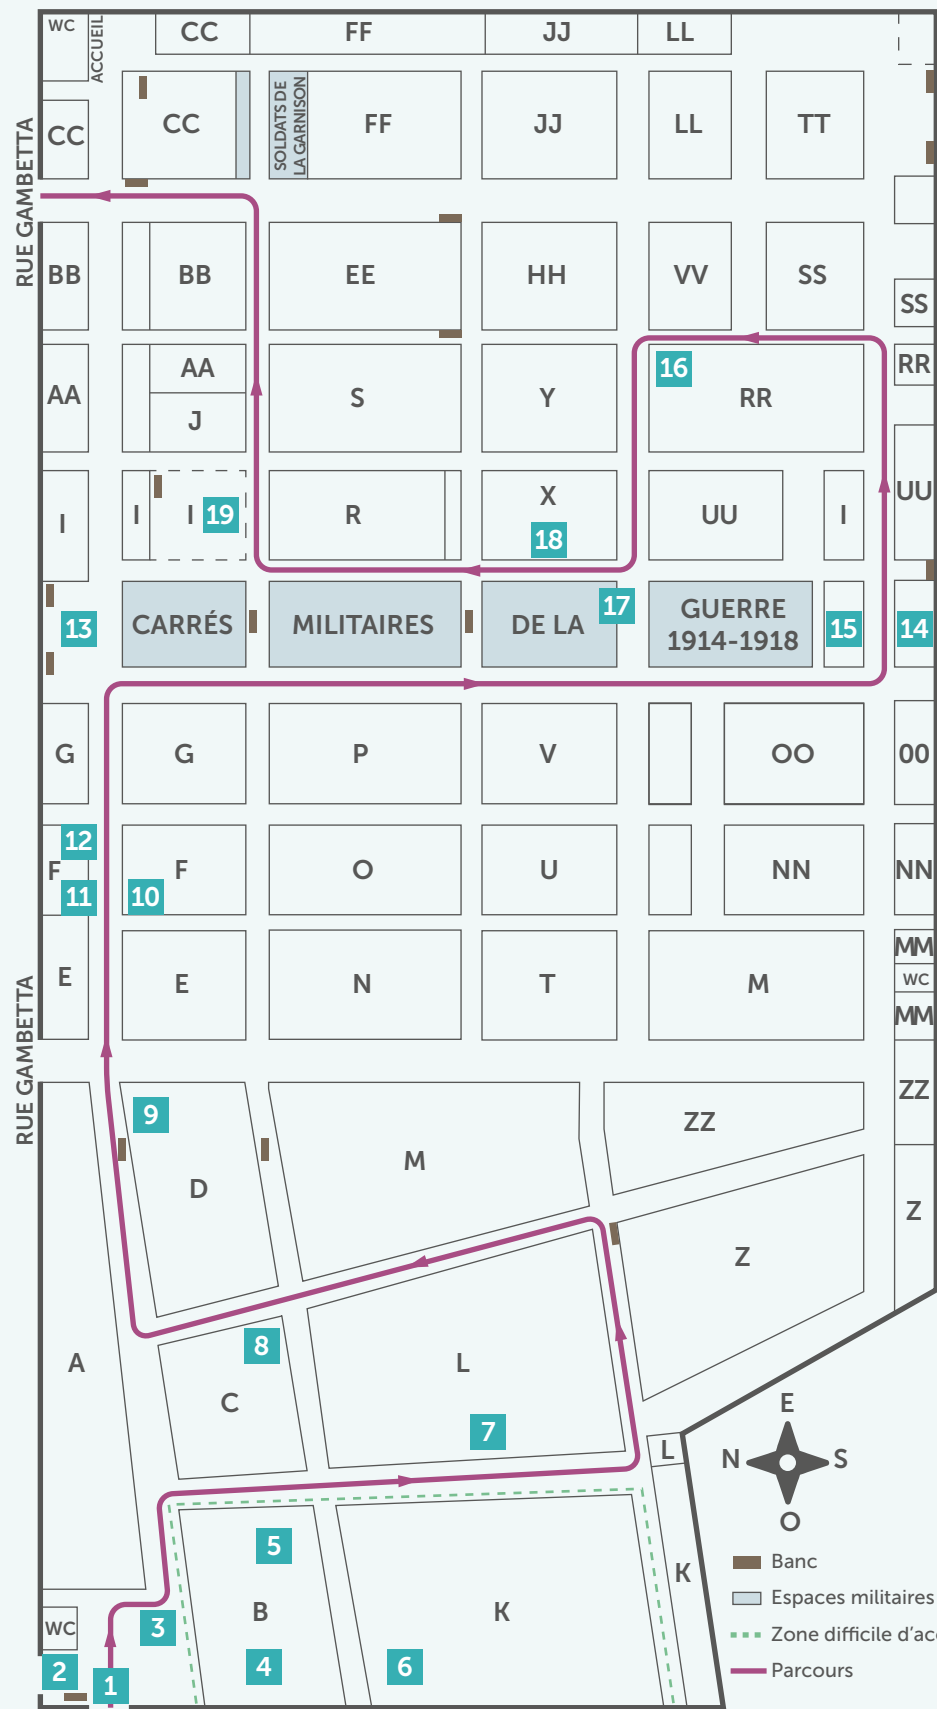 WC
ACCUEIL
CC
FF
JJ
LL
CC
CC
SOLDATS DE
LA GARNISON
FF
JJ
LL
TT
RUE GAMBETTA
BB
BB
EE
HH
VV
SS
SS
AA
AA
J
S
Y
16
RR
RR
I
I
I
19
R
X
18
UU
I
UU
13
CARRÉS
MILITAIRES
DE LA
17
GUERRE
1914-1918
15
14
G
G
P
V
OO
00
12
F
11
10
F
O
U
NN
NN
E
E
N
T
M
MM
WC
MM
RUE GAMBETTA
9
D
M
ZZ
ZZ
Z
Z
A
8
C
L
7
L
E
N
S
O
5
B
4
K
6
K
WC
3
2
1
Banc
Espaces militaires
Zone difficile d'acc
Parcours